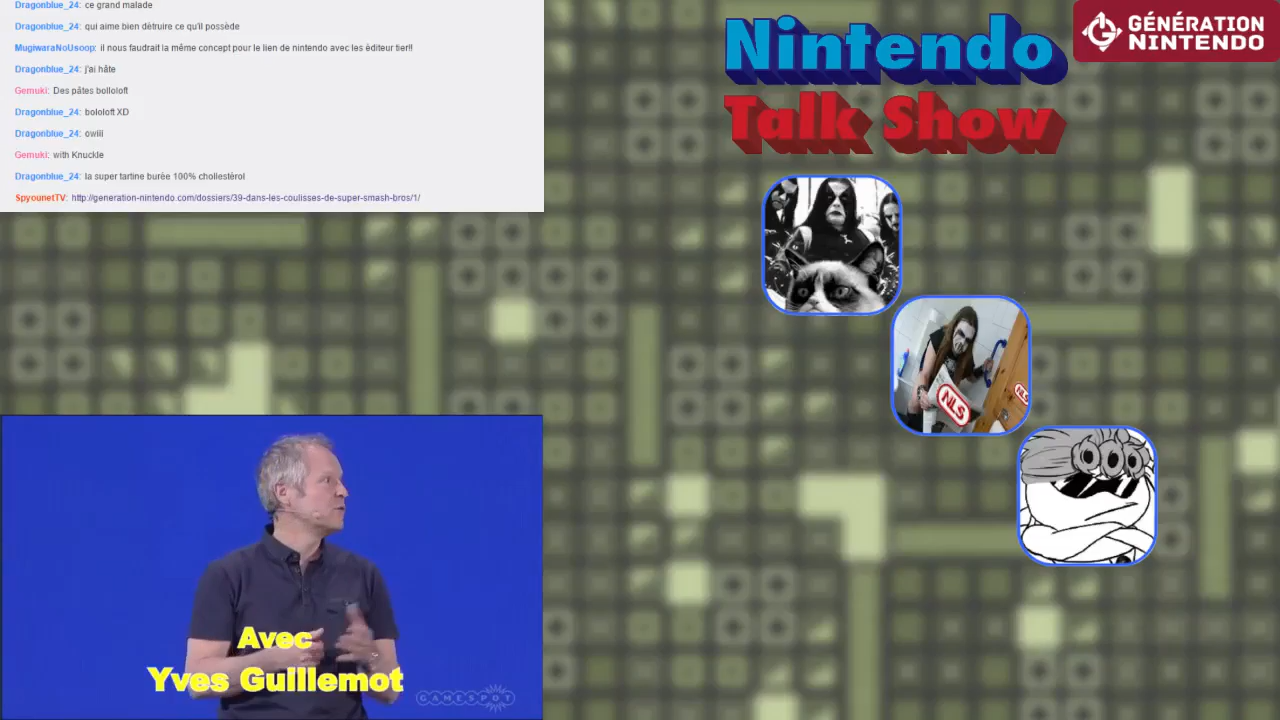 Dragonblue_24: ce grand malade
Dragonblue_24: qui aime bien détruire ce qu'il possède
MugiwaraNoUsoop: il nous faudrait la même concept pour le lien de nintendo avec les éditeur tier!!
Dragonblue_24: j'ai hâte
Gemuki: Des pâtes bolloloft
Dragonblue_24: bololoft XD
Dragonblue_24: owiii
Gemuki: with Knuckle
Dragonblue_24: la super tartine burée 100% chollestérol
SpyounetTV: http://generation-nintendo.com/dossiers/39-dans-les-coulisses-de-super-smash-bros/1/
Nintendo
Talk Show
GÉNÉRATION
NINTENDO
NLS
NLS
Avec
Yves Guillemot
GAMESPOT